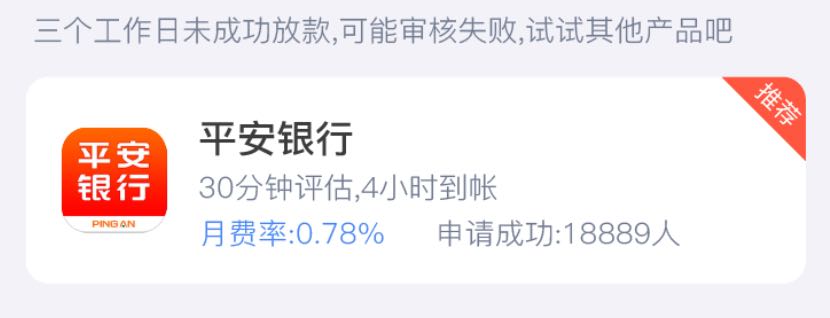 三个工作日未成功放款,可能审核失败,试试其他产品吧
推荐
平安
银行
PINGAN
平安银行
30分钟评估,4小时到帐
月费率:0.78% 申请成功:18889人